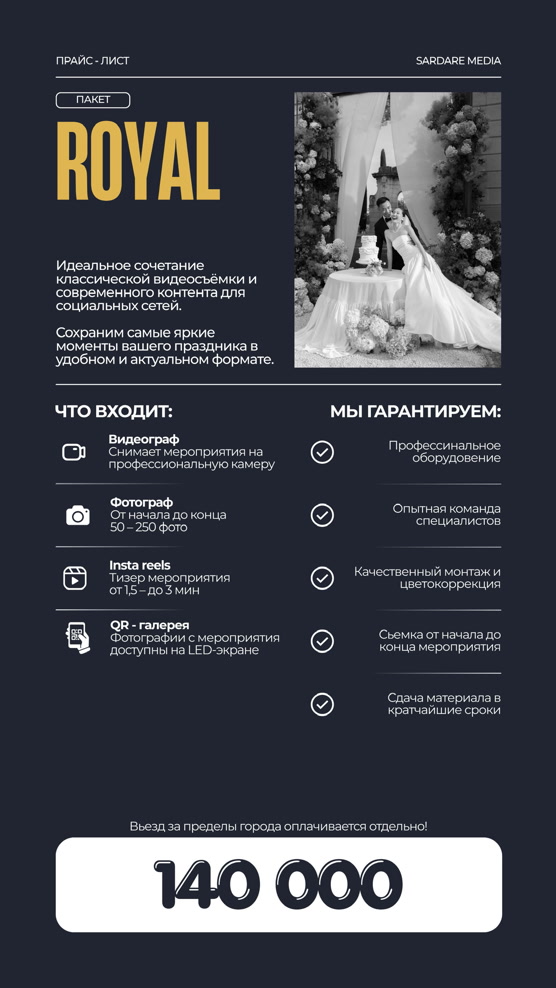 ПРАЙС - ЛИСТ
SARDARE MEDIA
ПАКЕТ
ROYAL
Идеальное сочетание
классической видеосъёмки и
современного контента для
социальных сетей.
Сохраним самые яркие
моменты вашего праздника в
удобном и актуальном формате.
ЧТО ВХОДИТ:
Видеограф
Снимает мероприятия на
профессиональную камеру
Фотограф
От начала до конца
50 – 250 фото
Insta reels
Тизер мероприятия
от 1,5 – до 3 мин
QR - галерея
Фотографии с мероприятия
доступны на LED-экране
МЫ ГАРАНТИРУЕМ:
Профессинальное
оборудовение
Опытная команда
специалистов
Качественный монтаж и
цветокоррекция
Сьемка от начала до
конца мероприятия
Сдача материала в
кратчайшие сроки
Вьезд за пределы города оплачивается отдельно!
140 000